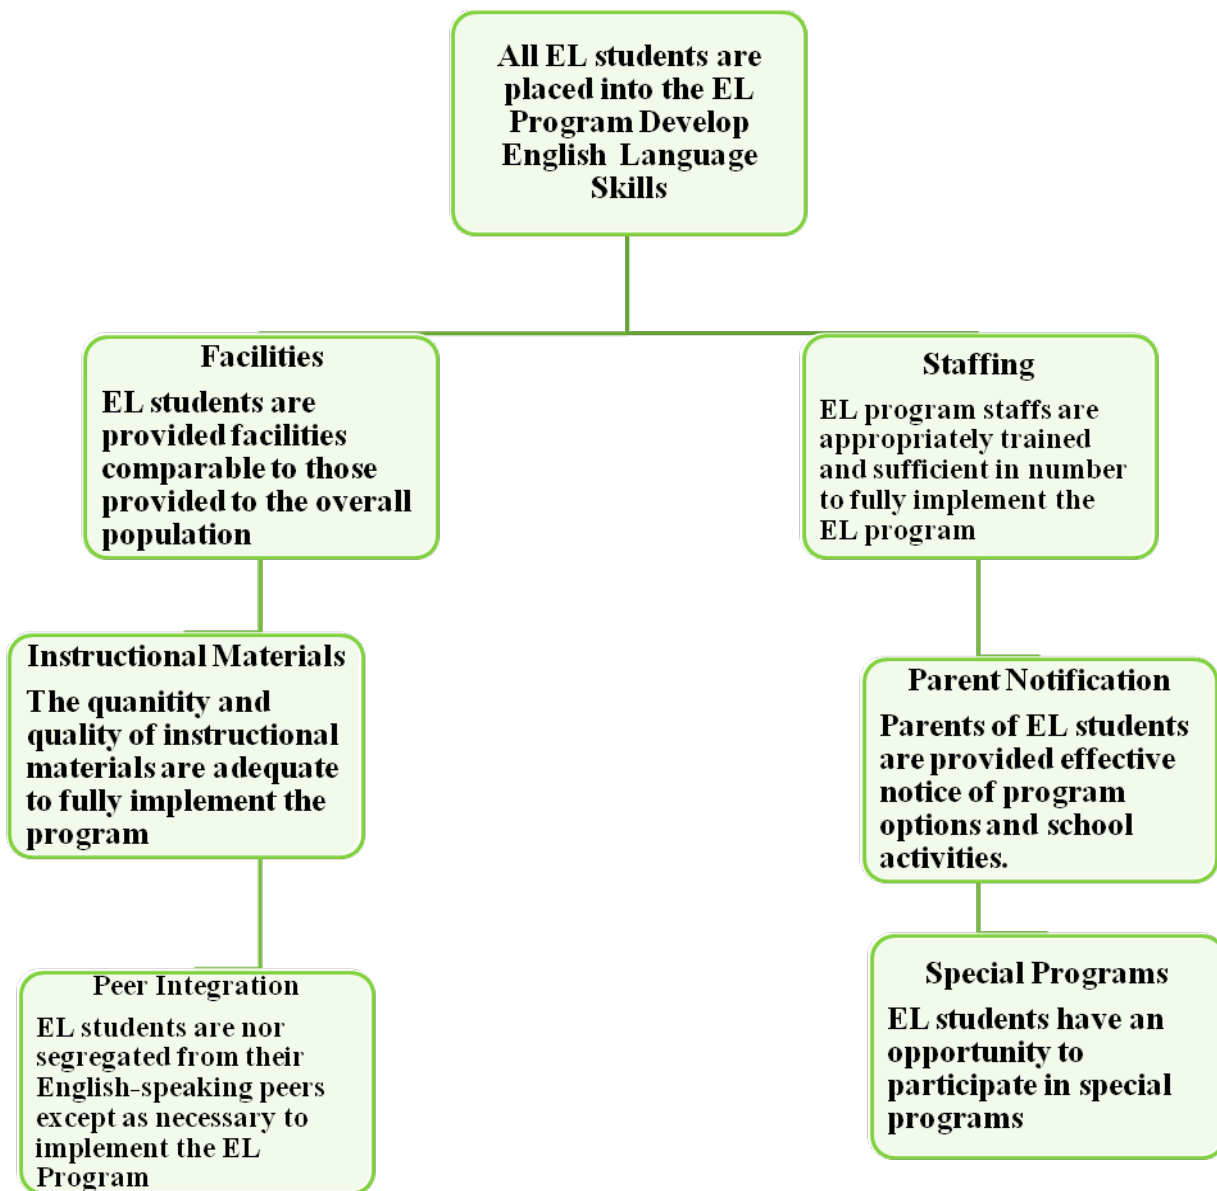 All EL students are
placed into the EL
Program Develop
English Language
Skills
Facilities
EL students are
provided facilities
comparable to those
provided to the overall
population
Staffing
EL program staffs are
appropriately trained
and sufficient in number
to fully implement the
EL program
Instructional Materials
The quanitity and
quality of instructional
materials are adequate
to fully implement the
program
Parent Notification
Parents of EL students
are provided effective
notice of program
options and school
activities.
Peer Integration
EL students are nor
segregated from their
English-speaking peers
except as necessary to
implement the EL
Program
Special Programs
EL students have an
opportunity to
participate in special
programs